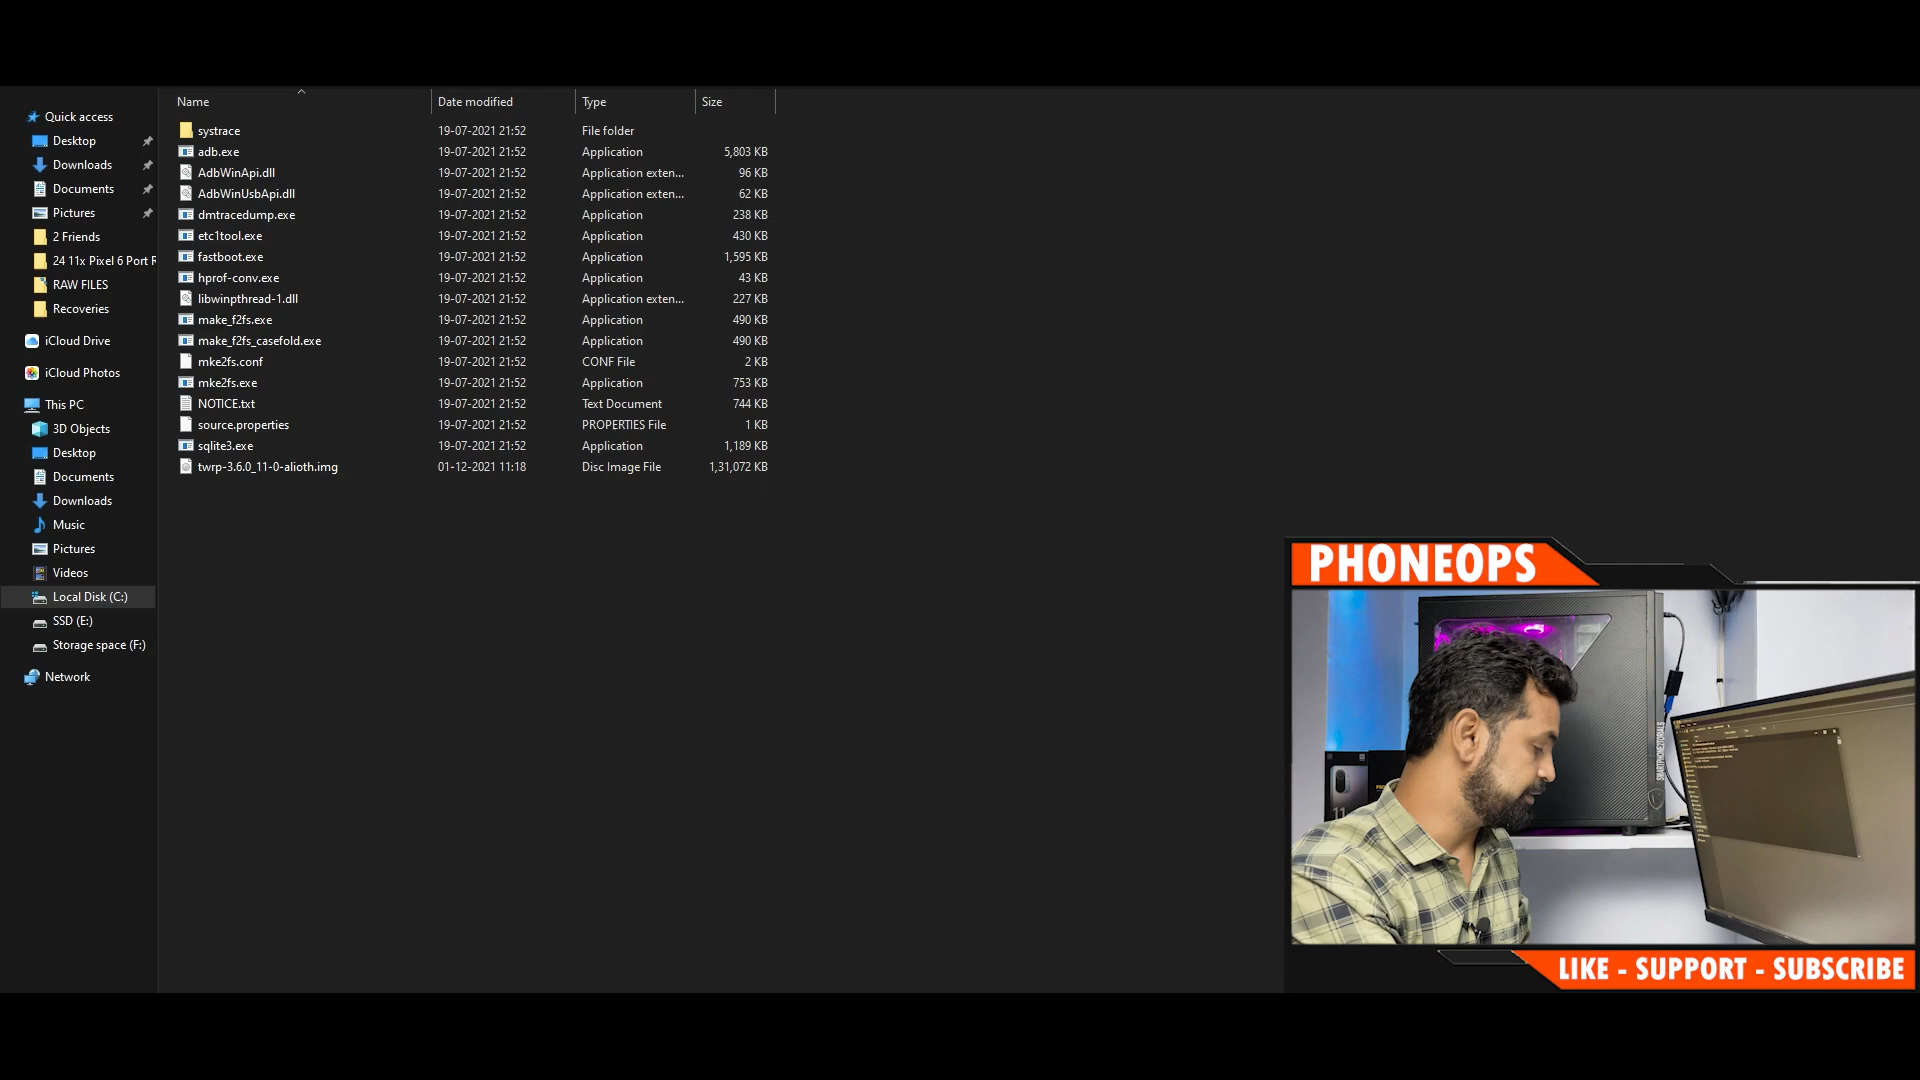 Name Date modified Type Size
Quick access
Desktop
Downloads
Documents
Pictures
2 Friends
24 11x Pixel 6 Port R
RAW FILES
Recoveries
iCloud Drive
iCloud Photos
This PC
3D Objects
Desktop
Documents
Downloads
Music
Pictures
Videos
Local Disk (C:)
SSD (E:)
Storage space (F:)
Network
systrace 19-07-2021 21:52 File folder
adb.exe 19-07-2021 21:52 Application 5,803 KB
AdbWinApi.dll 19-07-2021 21:52 Application exten... 96 KB
AdbWinUsbApi.dll 19-07-2021 21:52 Application exten... 62 KB
dmtracedump.exe 19-07-2021 21:52 Application 238 KB
etc1tool.exe 19-07-2021 21:52 Application 430 KB
fastboot.exe 19-07-2021 21:52 Application 1,595 KB
hprof-conv.exe 19-07-2021 21:52 Application 43 KB
libwinpthread-1.dll 19-07-2021 21:52 Application exten... 227 KB
make_f2fs.exe 19-07-2021 21:52 Application 490 KB
make_f2fs_casefold.exe 19-07-2021 21:52 Application 490 KB
mke2fs.conf 19-07-2021 21:52 CONF File 2 KB
mke2fs.exe 19-07-2021 21:52 Application 753 KB
NOTICE.txt 19-07-2021 21:52 Text Document 744 KB
source.properties 19-07-2021 21:52 PROPERTIES File 1 KB
sqlite3.exe 19-07-2021 21:52 Application 1,189 KB
twrp-3.6.0_11-0-alioth.img 01-12-2021 11:18 Disc Image File 1,31,072 KB
PHONEOPS
11
LIKE - SUPPORT - SUBSCRIBE